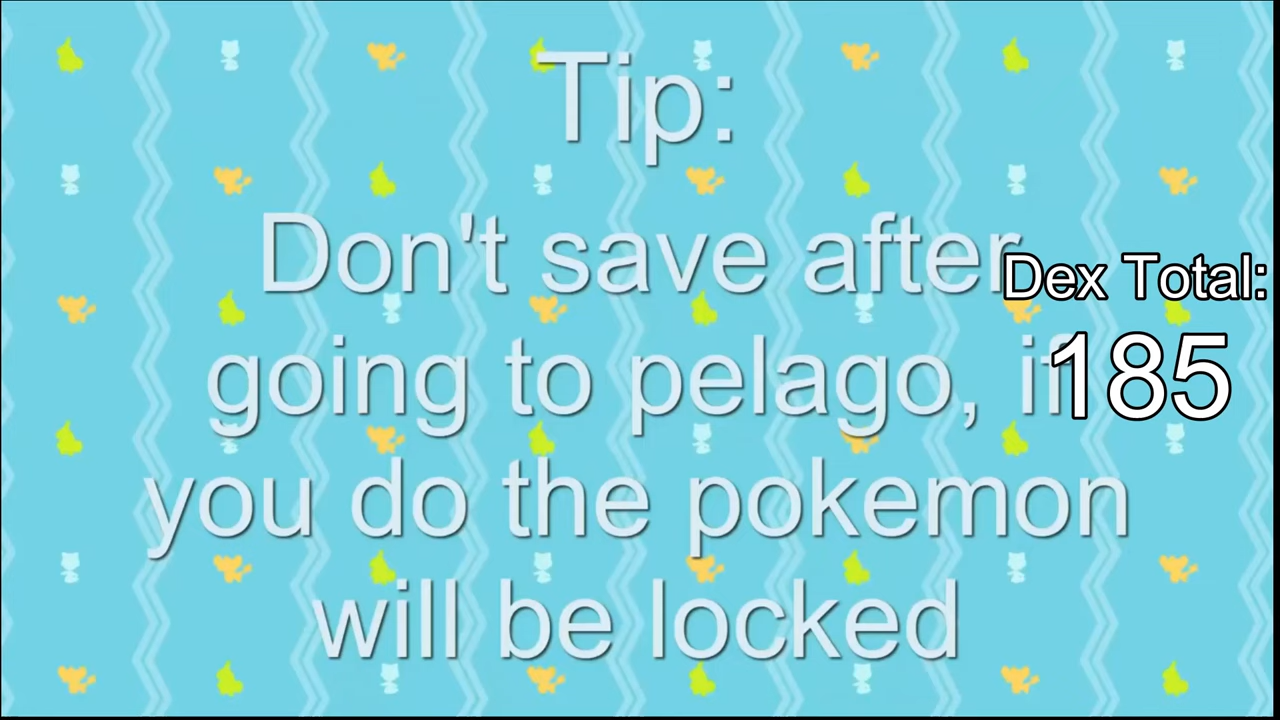 Tip:
Don't save after
going to pelago, if
you do the pokemon
will be locked
Dex Total:
185